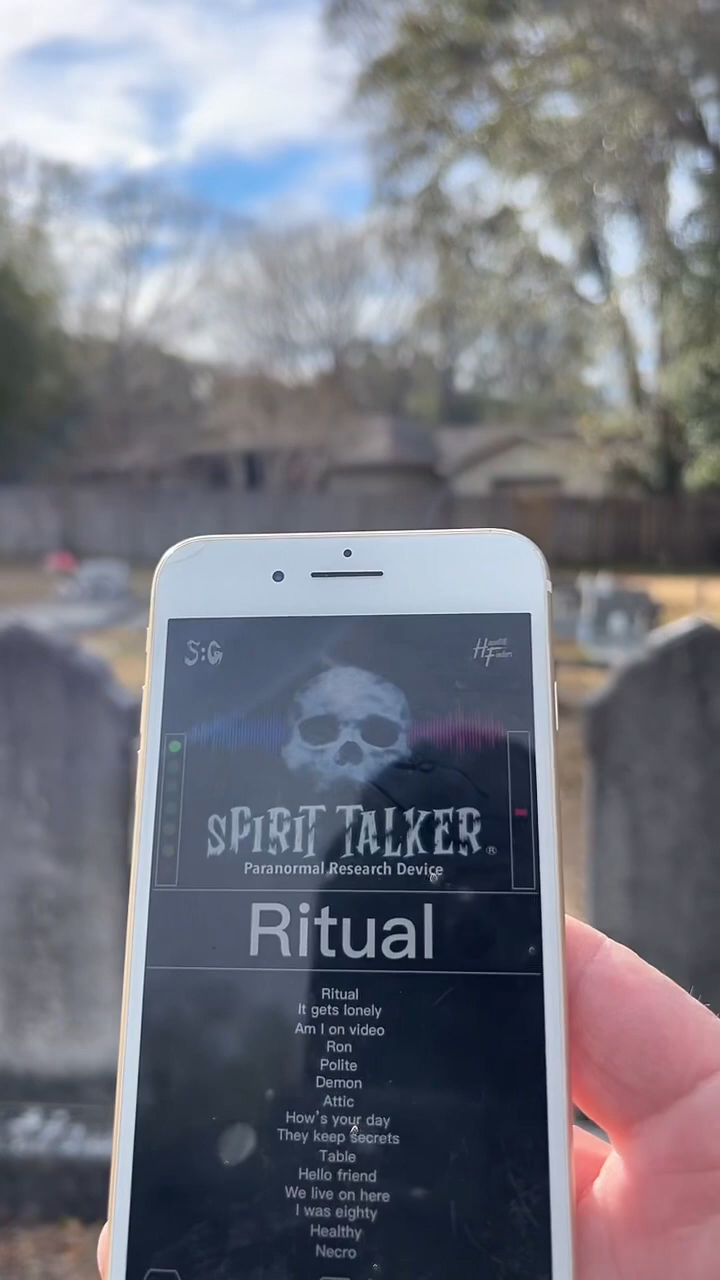 S:G
SPIRIT TALKER®
Paranormal Research Device
Ritual
Ritual
It gets lonely
Am I on video
Ron
Polite
Demon
Attic
How's your day
They keep secrets
Table
Hello friend
We live on here
I was eighty
Healthy
Necro